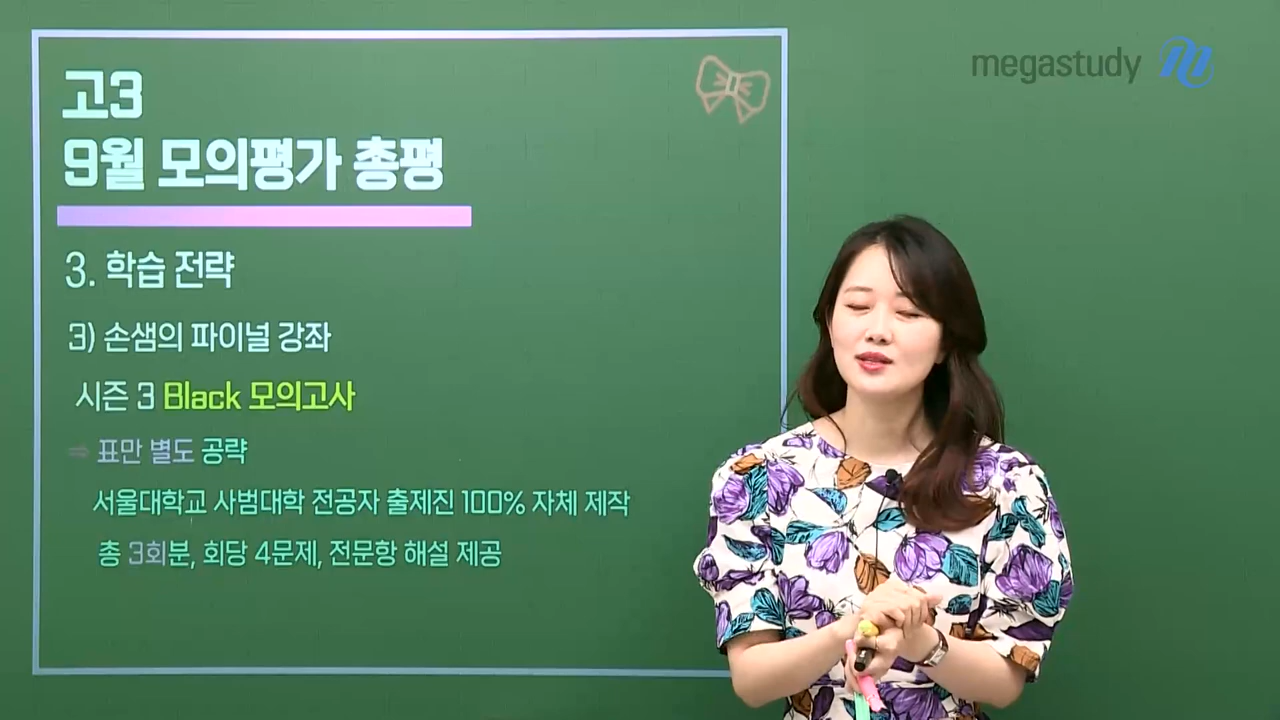 megastudy
고3
9월 모의평가 총평
3. 학습 전략
3) 손샘의 파이널 강좌
시즌 3 Black 모의고사
⇒ 표만 별도 공략
서울대학교 사범대학 전공자 출제진 100% 자체 제작
총 3회분, 회당 4문제, 전문항 해설 제공